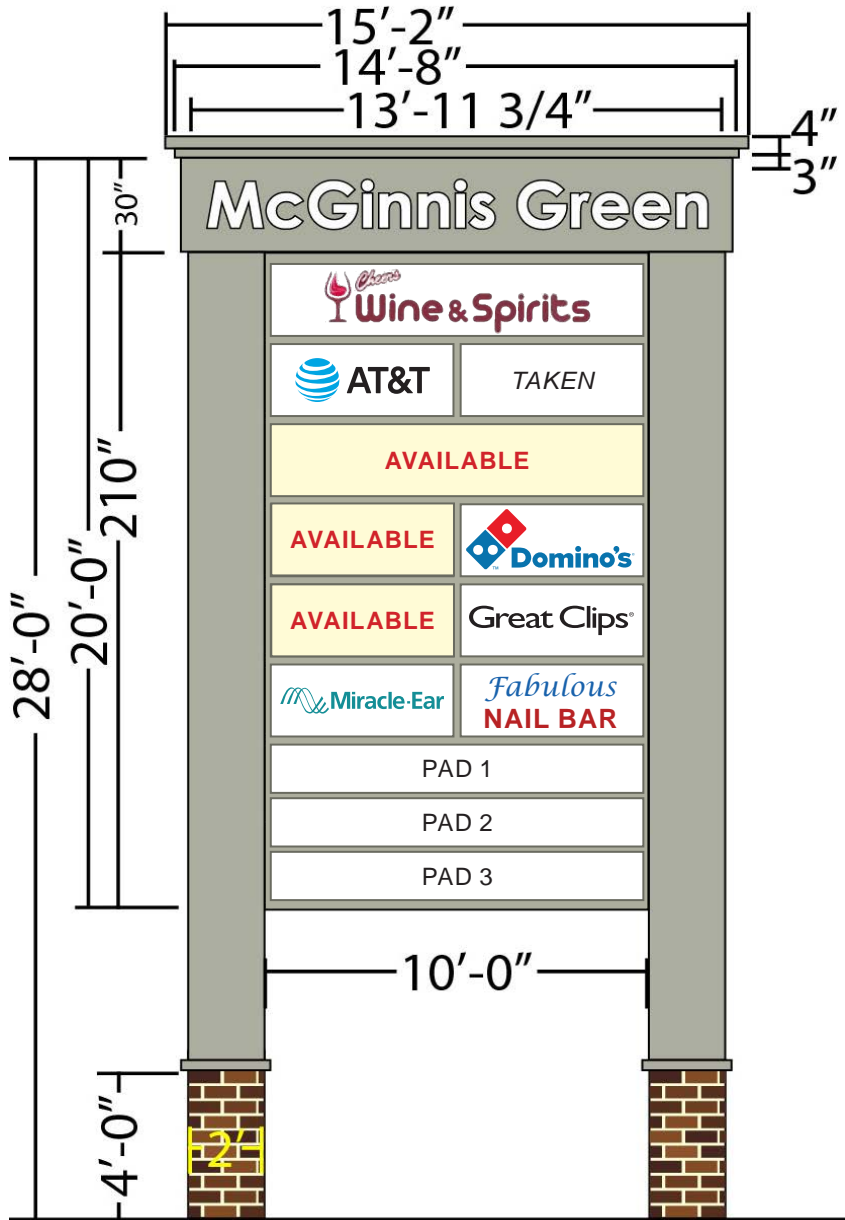 15'-2"
14'-8"
13'-11 3/4"
4"
3"
30"
McGinnis Green
Cheers
Wine & Spirits
AT&T
TAKEN
210"
AVAILABLE
AVAILABLE
Domino's®
20'-0"
28'-0"
AVAILABLE
Great Clips®
Miracle-Ear
Fabulous
NAIL BAR
PAD 1
PAD 2
PAD 3
10'-0"
4'-0"
2'